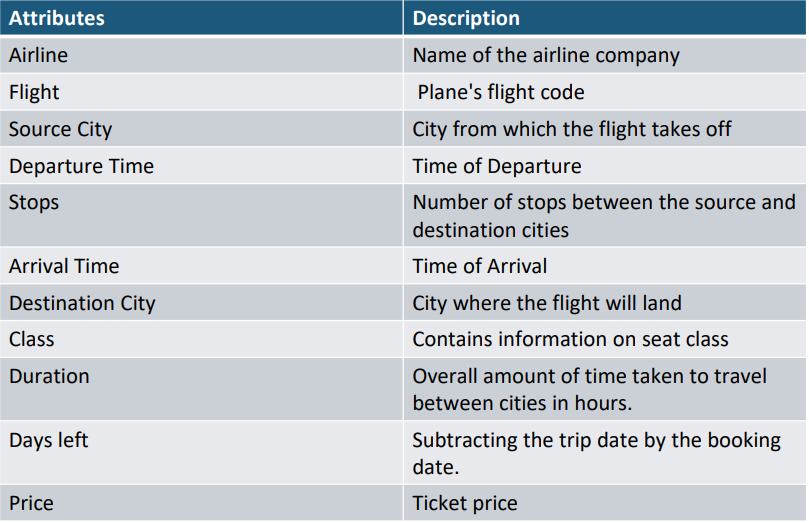 Attributes Description
Airline Name of the airline company
Flight Plane's flight code
Source City City from which the flight takes off
Departure Time Time of Departure
Stops Number of stops between the source and
destination cities
Arrival Time Time of Arrival
Destination City City where the flight will land
Class Contains information on seat class
Duration Overall amount of time taken to travel
between cities in hours.
Days left Subtracting the trip date by the booking
date.
Price Ticket price